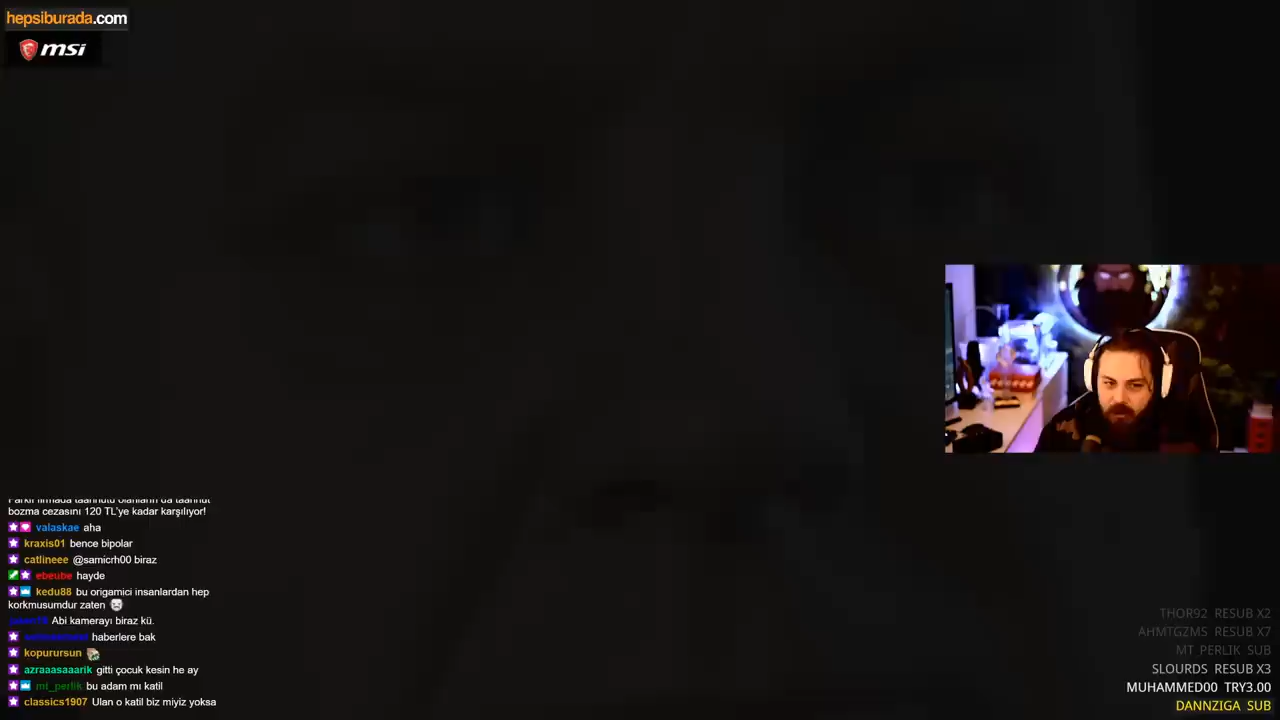 hepsiburada.com
msi
bozma cezasını 120 TL'ye kadar karşılıyor!
valaskae aha
kraxis01 bence bipolar
catlineee @samicrh00 biraz
ebeube hayde
kedu88 bu origamici insanlardan hep
korkmusumdur zaten
Abi kamerayı biraz kü.
haberlere bak
kopurursun
azraaasaaarik gitti çocuk kesin he ay
mt_perlik bu adam mı katil
classics1907 Ulan o katil biz miyiz yoksa
THOR92 RESUB X2
AHMTGZMS RESUB X7
MT PERLIK SUB
SLOURDS RESUB X3
MUHAMMED00 TRY3.00
DANNZIGA SUB